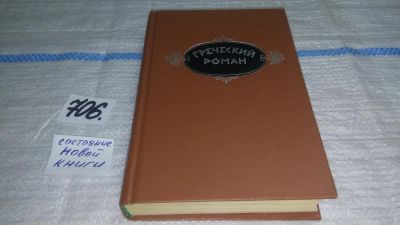 ГРЕЧЕСКИЙ
РОМАН
706.
состояние
новой
книги